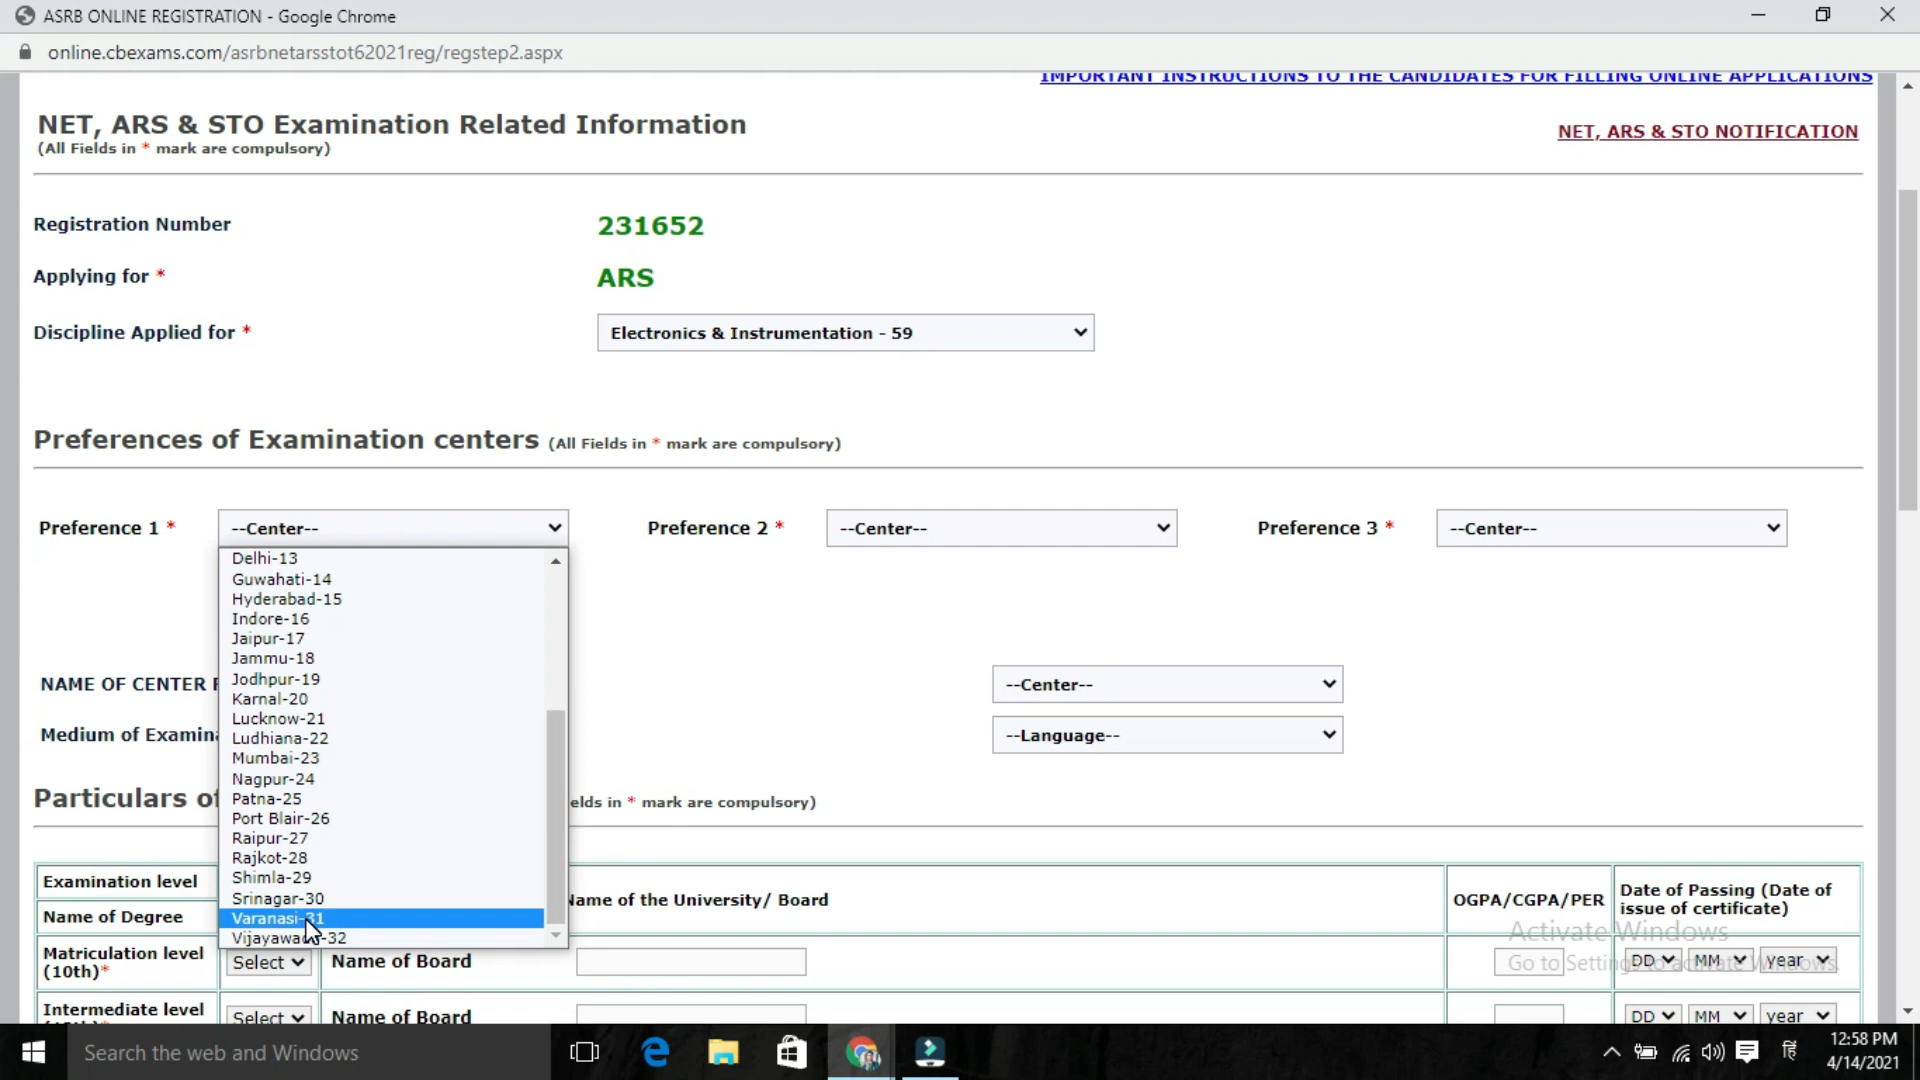 ASRB ONLINE REGISTRATION - Google Chrome
online.cbexams.com/asrbnetarsstot62021reg/regstep2.aspx
IMPORTANT INSTRUCTIONS TO THE CANDIDATES FOR FILLING ONLINE APPLICATIONS
NET, ARS & STO Examination Related Information
(All Fields in * mark are compulsory)
NET, ARS & STO NOTIFICATION
Registration Number
231652
Applying for *
ARS
Discipline Applied for *
Electronics & Instrumentation - 59
Preferences of Examination centers (All Fields in * mark are compulsory)
Preference 1 *
--Center--
Preference 2 *
--Center--
Preference 3 *
--Center--
Delhi-13
Guwahati-14
Hyderabad-15
Indore-16
Jaipur-17
Jammu-18
Jodhpur-19
Karnal-20
Lucknow-21
Ludhiana-22
Mumbai-23
Nagpur-24
Patna-25
Port Blair-26
Raipur-27
Rajkot-28
Shimla-29
Srinagar-30
Varanasi-31
NAME OF CENTER
--Center--
Medium of
--Language--
Particulars
mark are compulsory)
Examination level
Name of Degree
Name of the University/ Board
OGPA/CGPA/PER
Date of Passing (Date of
issue of certificate)
Matriculation level
(10th)*
Select
Name of Board
DD
MM
year
Intermediate level
Select
Name of Board
DD
MM
year
Activate Windows
Go to Settings to activate Windows.
Search the web and Windows
हिं
12:58 PM
4/14/2021